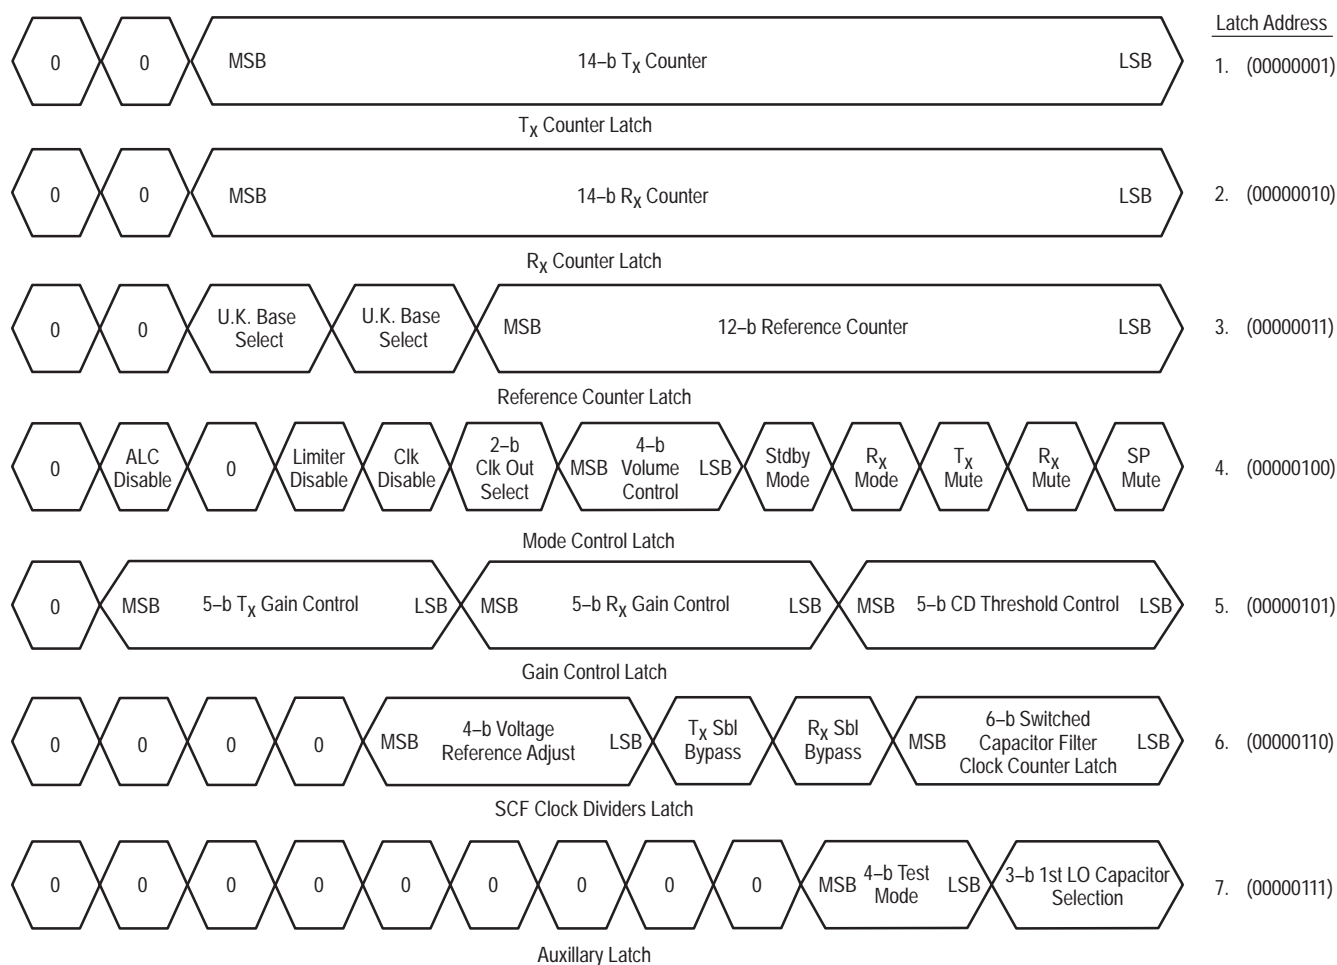 Latch Address
0 0 MSB 14–b Tx Counter LSB 1. (00000001)
Tx Counter Latch
0 0 MSB 14–b Rx Counter LSB 2. (00000010)
Rx Counter Latch
0 0 U.K. Base Select U.K. Base Select MSB 12–b Reference Counter LSB 3. (00000011)
Reference Counter Latch
0 ALC Disable 0 Limiter Disable Clk Disable 2–b Clk Out Select MSB 4–b Volume Control LSB Stdby Mode Rx Mode Tx Mute Rx Mute SP Mute 4. (00000100)
Mode Control Latch
0 MSB 5–b Tx Gain Control LSB MSB 5–b Rx Gain Control LSB MSB 5–b CD Threshold Control LSB 5. (00000101)
Gain Control Latch
0 0 0 0 MSB 4–b Voltage Reference Adjust LSB Tx Sbl Bypass Rx Sbl Bypass MSB 6–b Switched Capacitor Filter Clock Counter Latch LSB 6. (00000110)
SCF Clock Dividers Latch
0 0 0 0 0 0 0 0 0 MSB 4–b Test Mode LSB 3–b 1st LO Capacitor Selection 7. (00000111)
Auxillary Latch